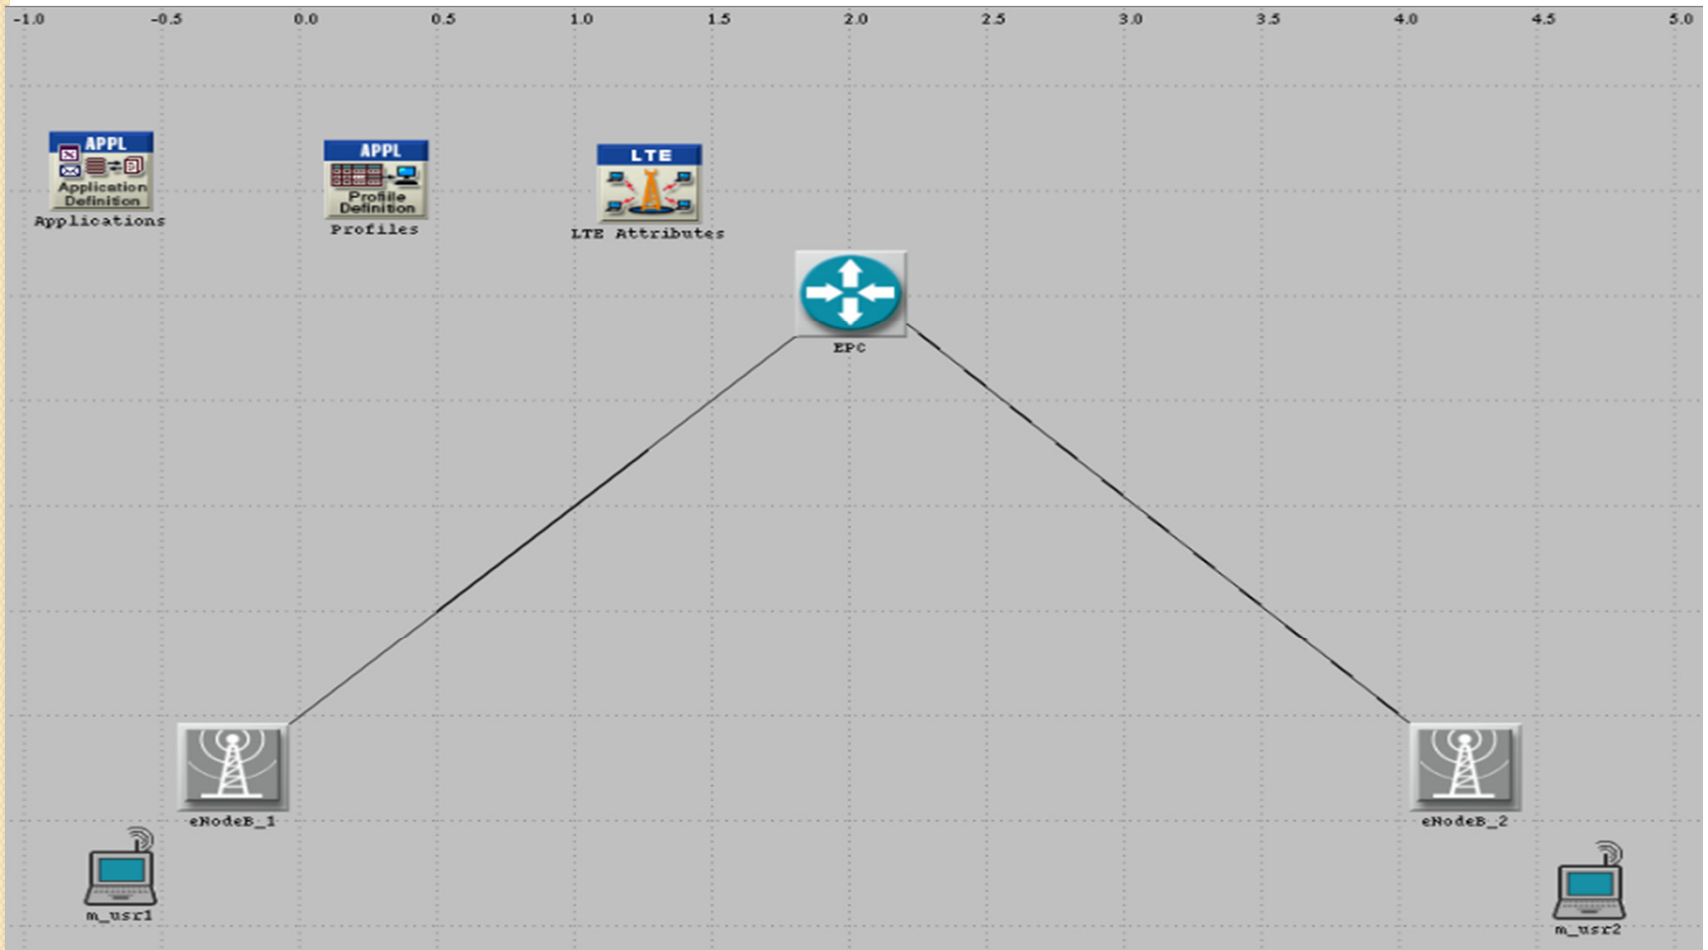 -1.0 -0.5 0.0 0.5 1.0 1.5 2.0 2.5 3.0 3.5 4.0 4.5 5.0
APPL
Application
Definition
Applications
APPL
Profile
Definition
Profiles
LTE
LTE Attributes
EPC
eNodeB_1
eNodeB_2
m_usr1
m_usr2